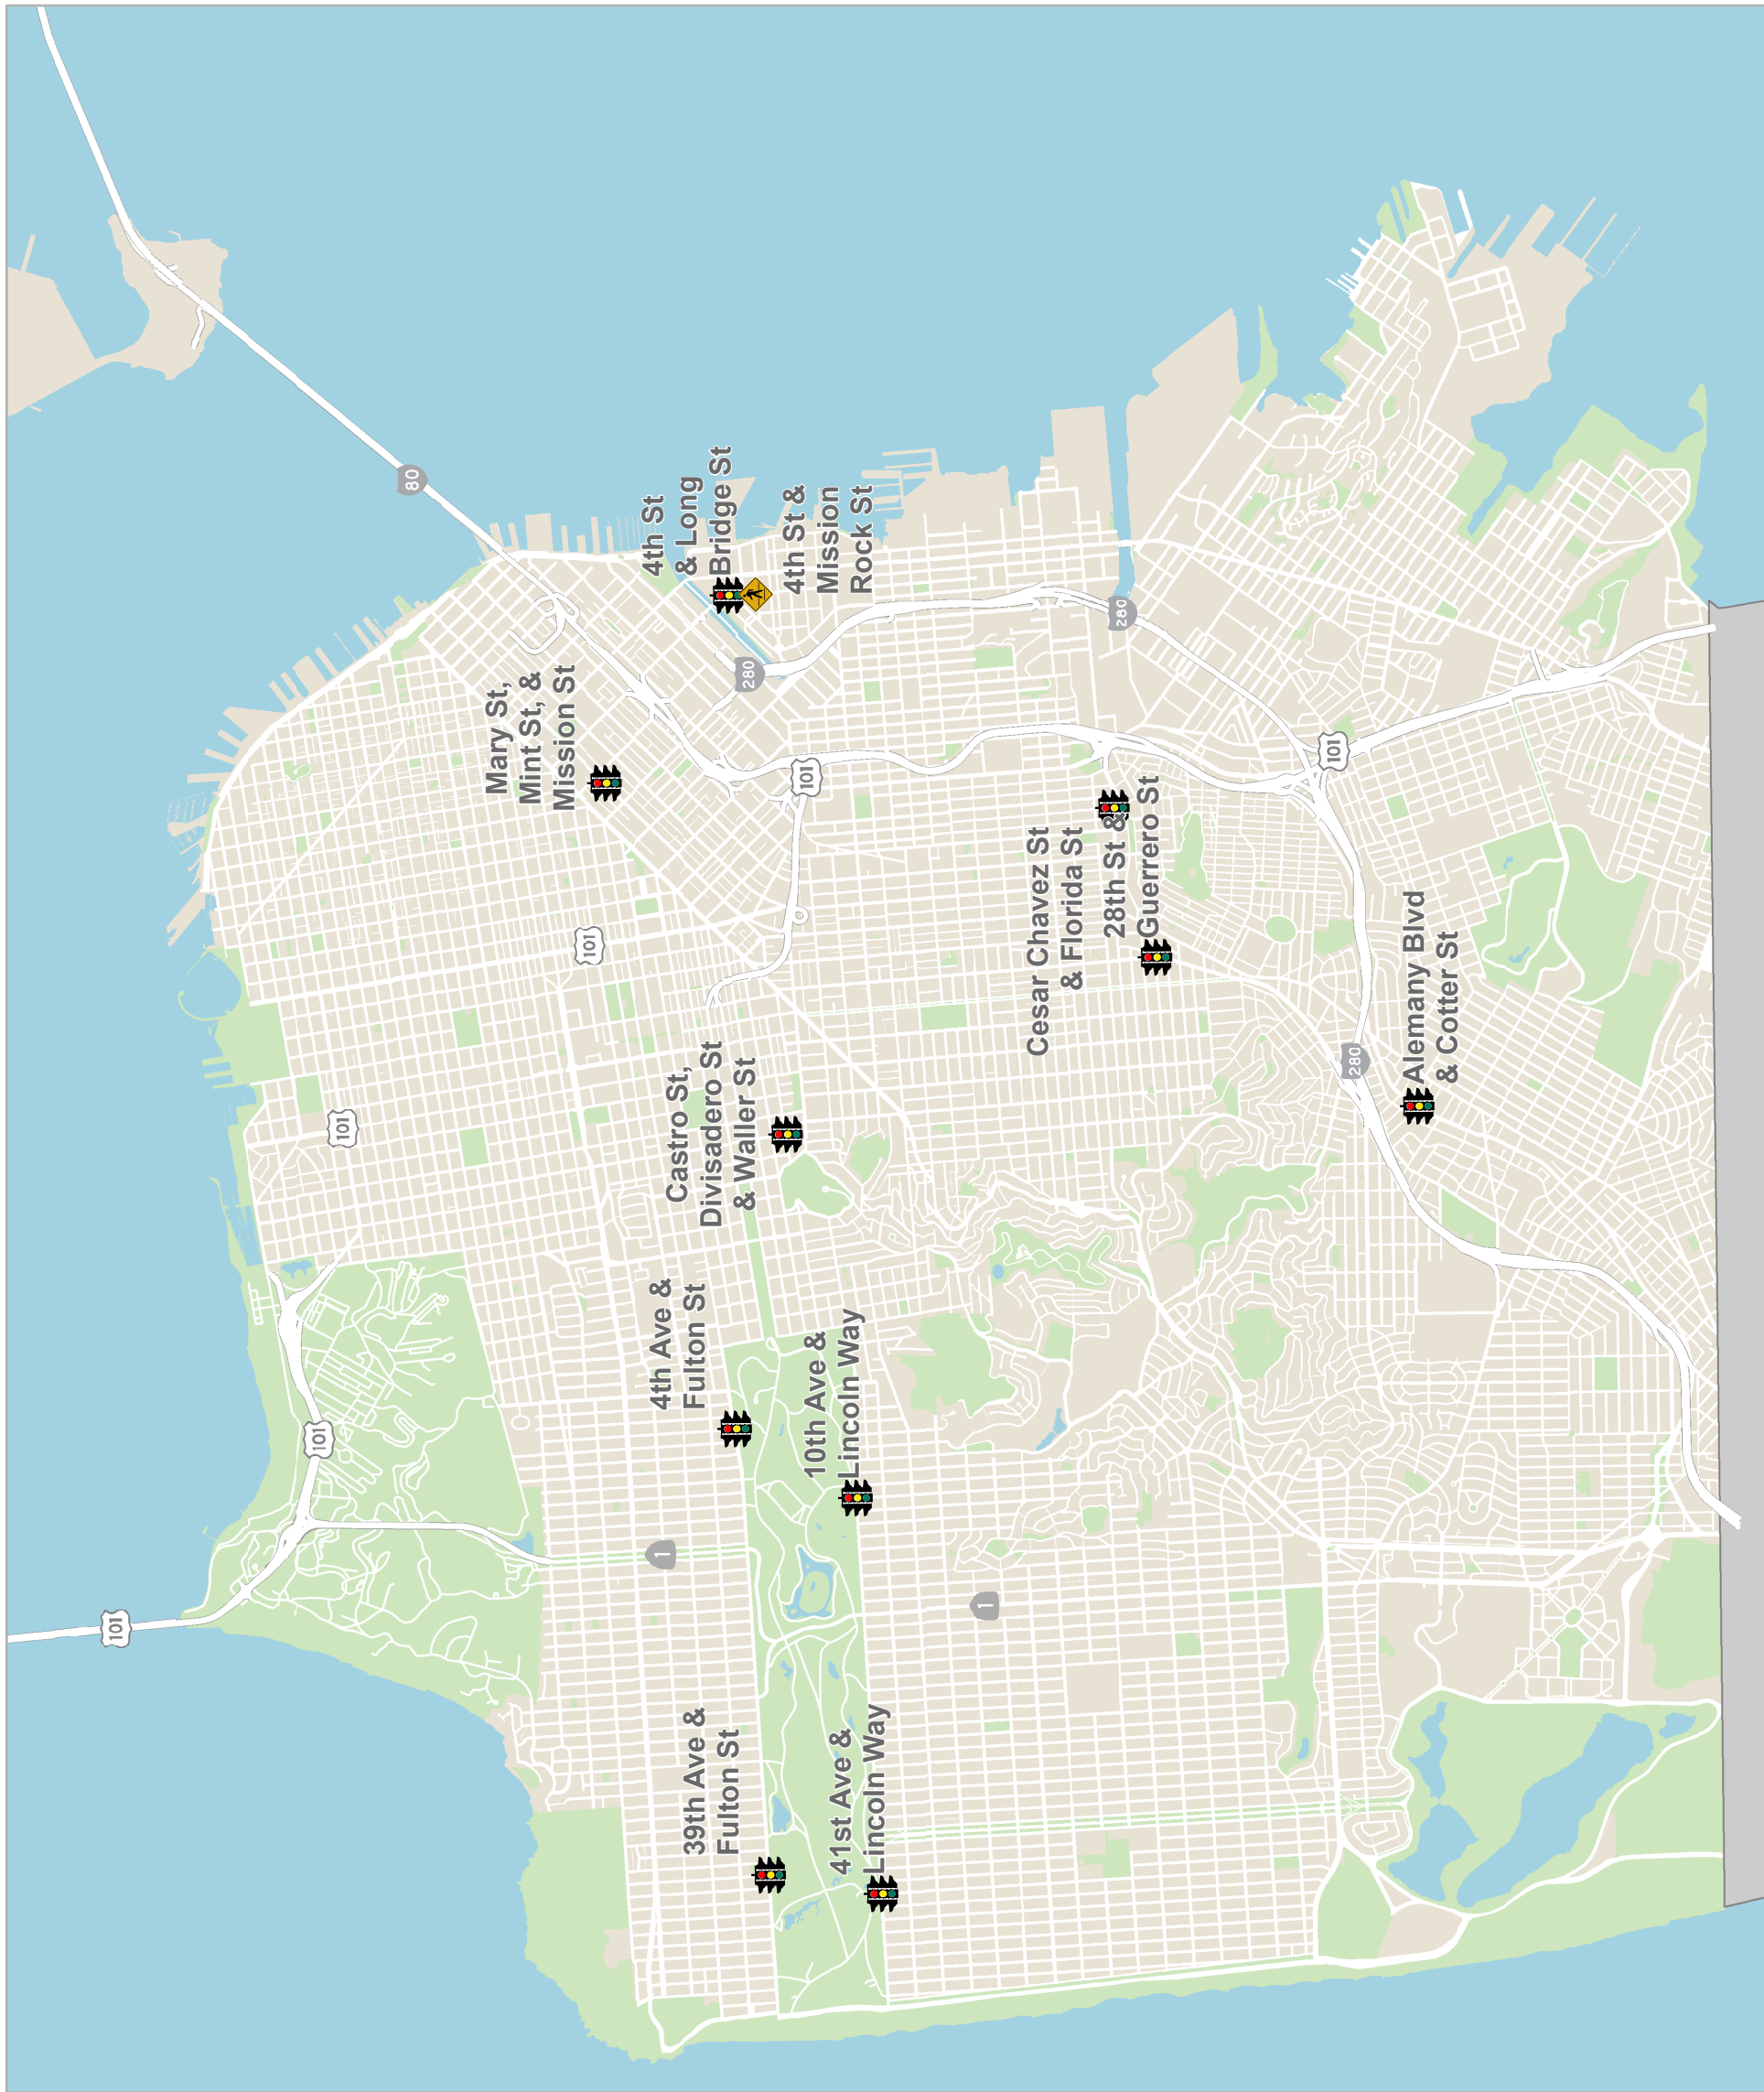 80
4th St
& Long
Bridge St
4th St &
Mission
Rock St
280
280
Mary St,
Mint St, &
Mission St
101
101
101
Cesar Chavez St
& Florida St
28th St &
Guerrero St
Alemany Blvd
& Cotter St
280
Castro St,
Divisadero St
& Waller St
101
4th Ave &
Fulton St
10th Ave &
Lincoln Way
101
1
1
101
39th Ave &
Fulton St
41st Ave &
Lincoln Way